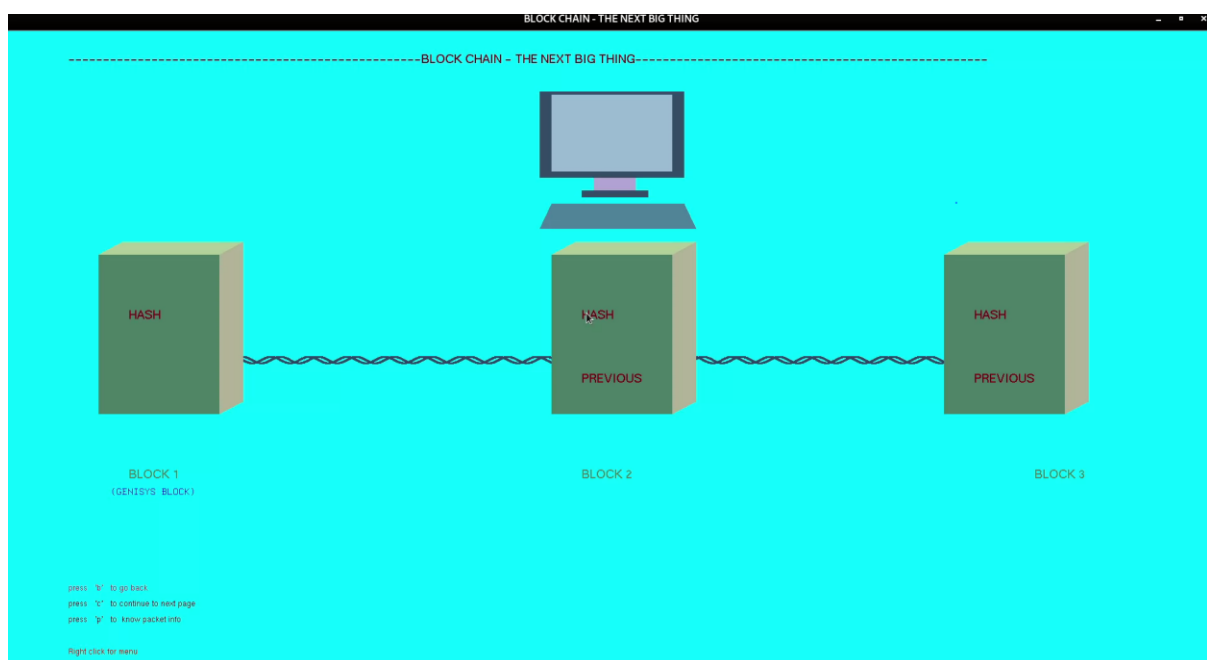 BLOCK CHAIN - THE NEXT BIG THING
----------------------------------------------------BLOCK CHAIN - THE NEXT BIG THING----------------------------------------------------
HASH HASH HASH
PREVIOUS PREVIOUS
BLOCK 1 BLOCK 2 BLOCK 3
(GENISYS BLOCK)
press 'b' to go back
press 'c' to continue to next page
press 'p' to know packet info
Right click for menu